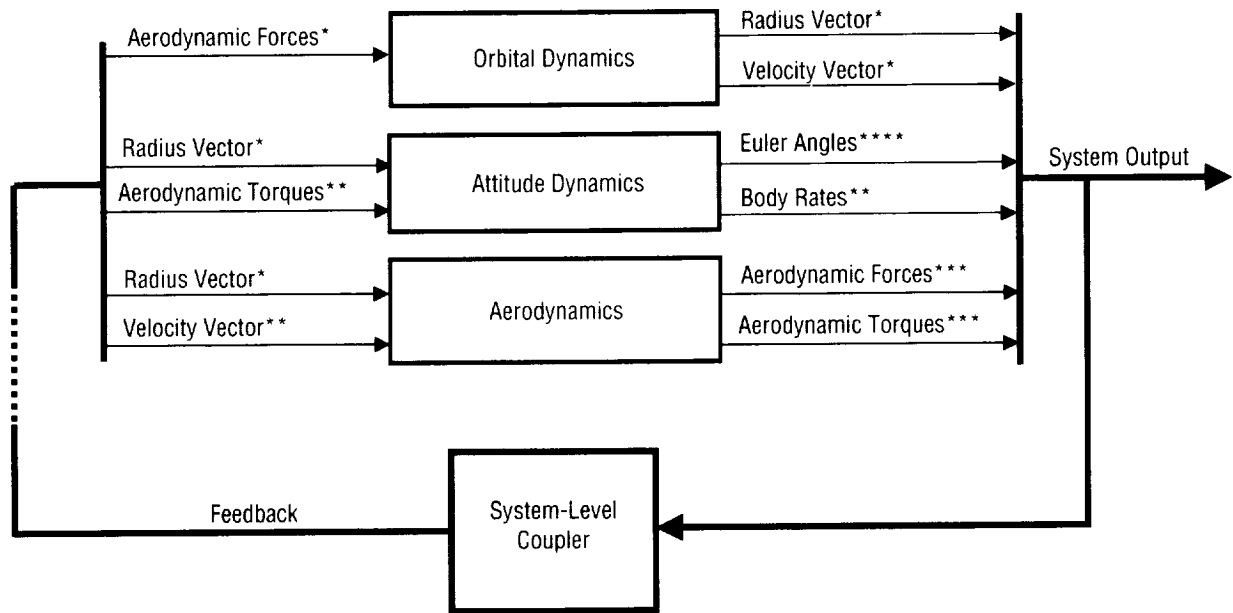 Aerodynamic Forces*
Orbital Dynamics
Radius Vector*
Velocity Vector*
Radius Vector*
Aerodynamic Torques**
Attitude Dynamics
Euler Angles****
Body Rates**
System Output
Radius Vector*
Velocity Vector**
Aerodynamics
Aerodynamic Forces***
Aerodynamic Torques***
Feedback
System-Level
Coupler